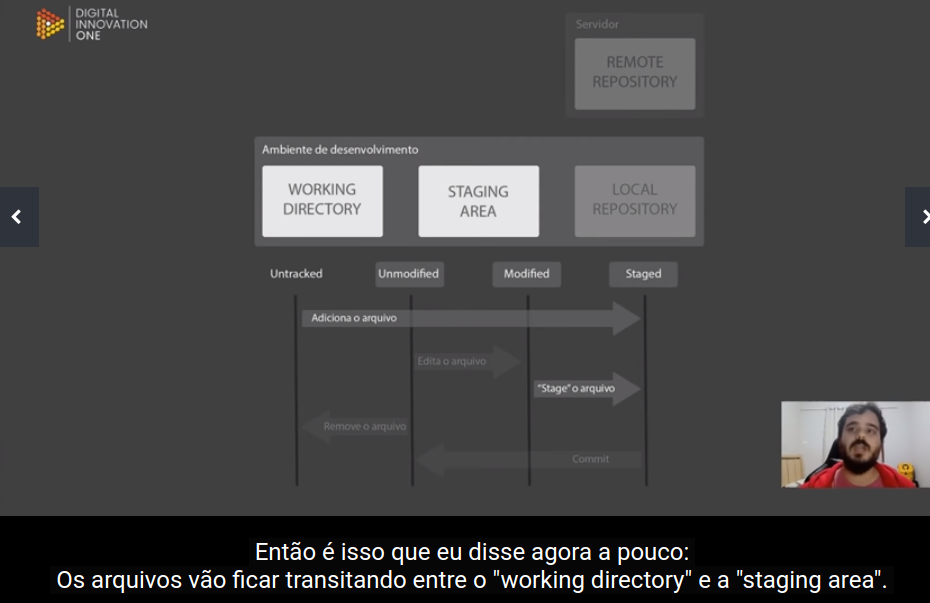 DIGITAL
INNOVATION
ONE
Servidor
REMOTE
REPOSITORY
Ambiente de desenvolvimento
WORKING
DIRECTORY
STAGING
AREA
LOCAL
REPOSITORY
Untracked
Unmodified
Modified
Staged
Adiciona o arquivo
Edita o arquivo
"Stage" o arquivo
Remove o arquivo
Commit
Então é isso que eu disse agora a pouco:
Os arquivos vão ficar transitando entre o "working directory" e a "staging area".